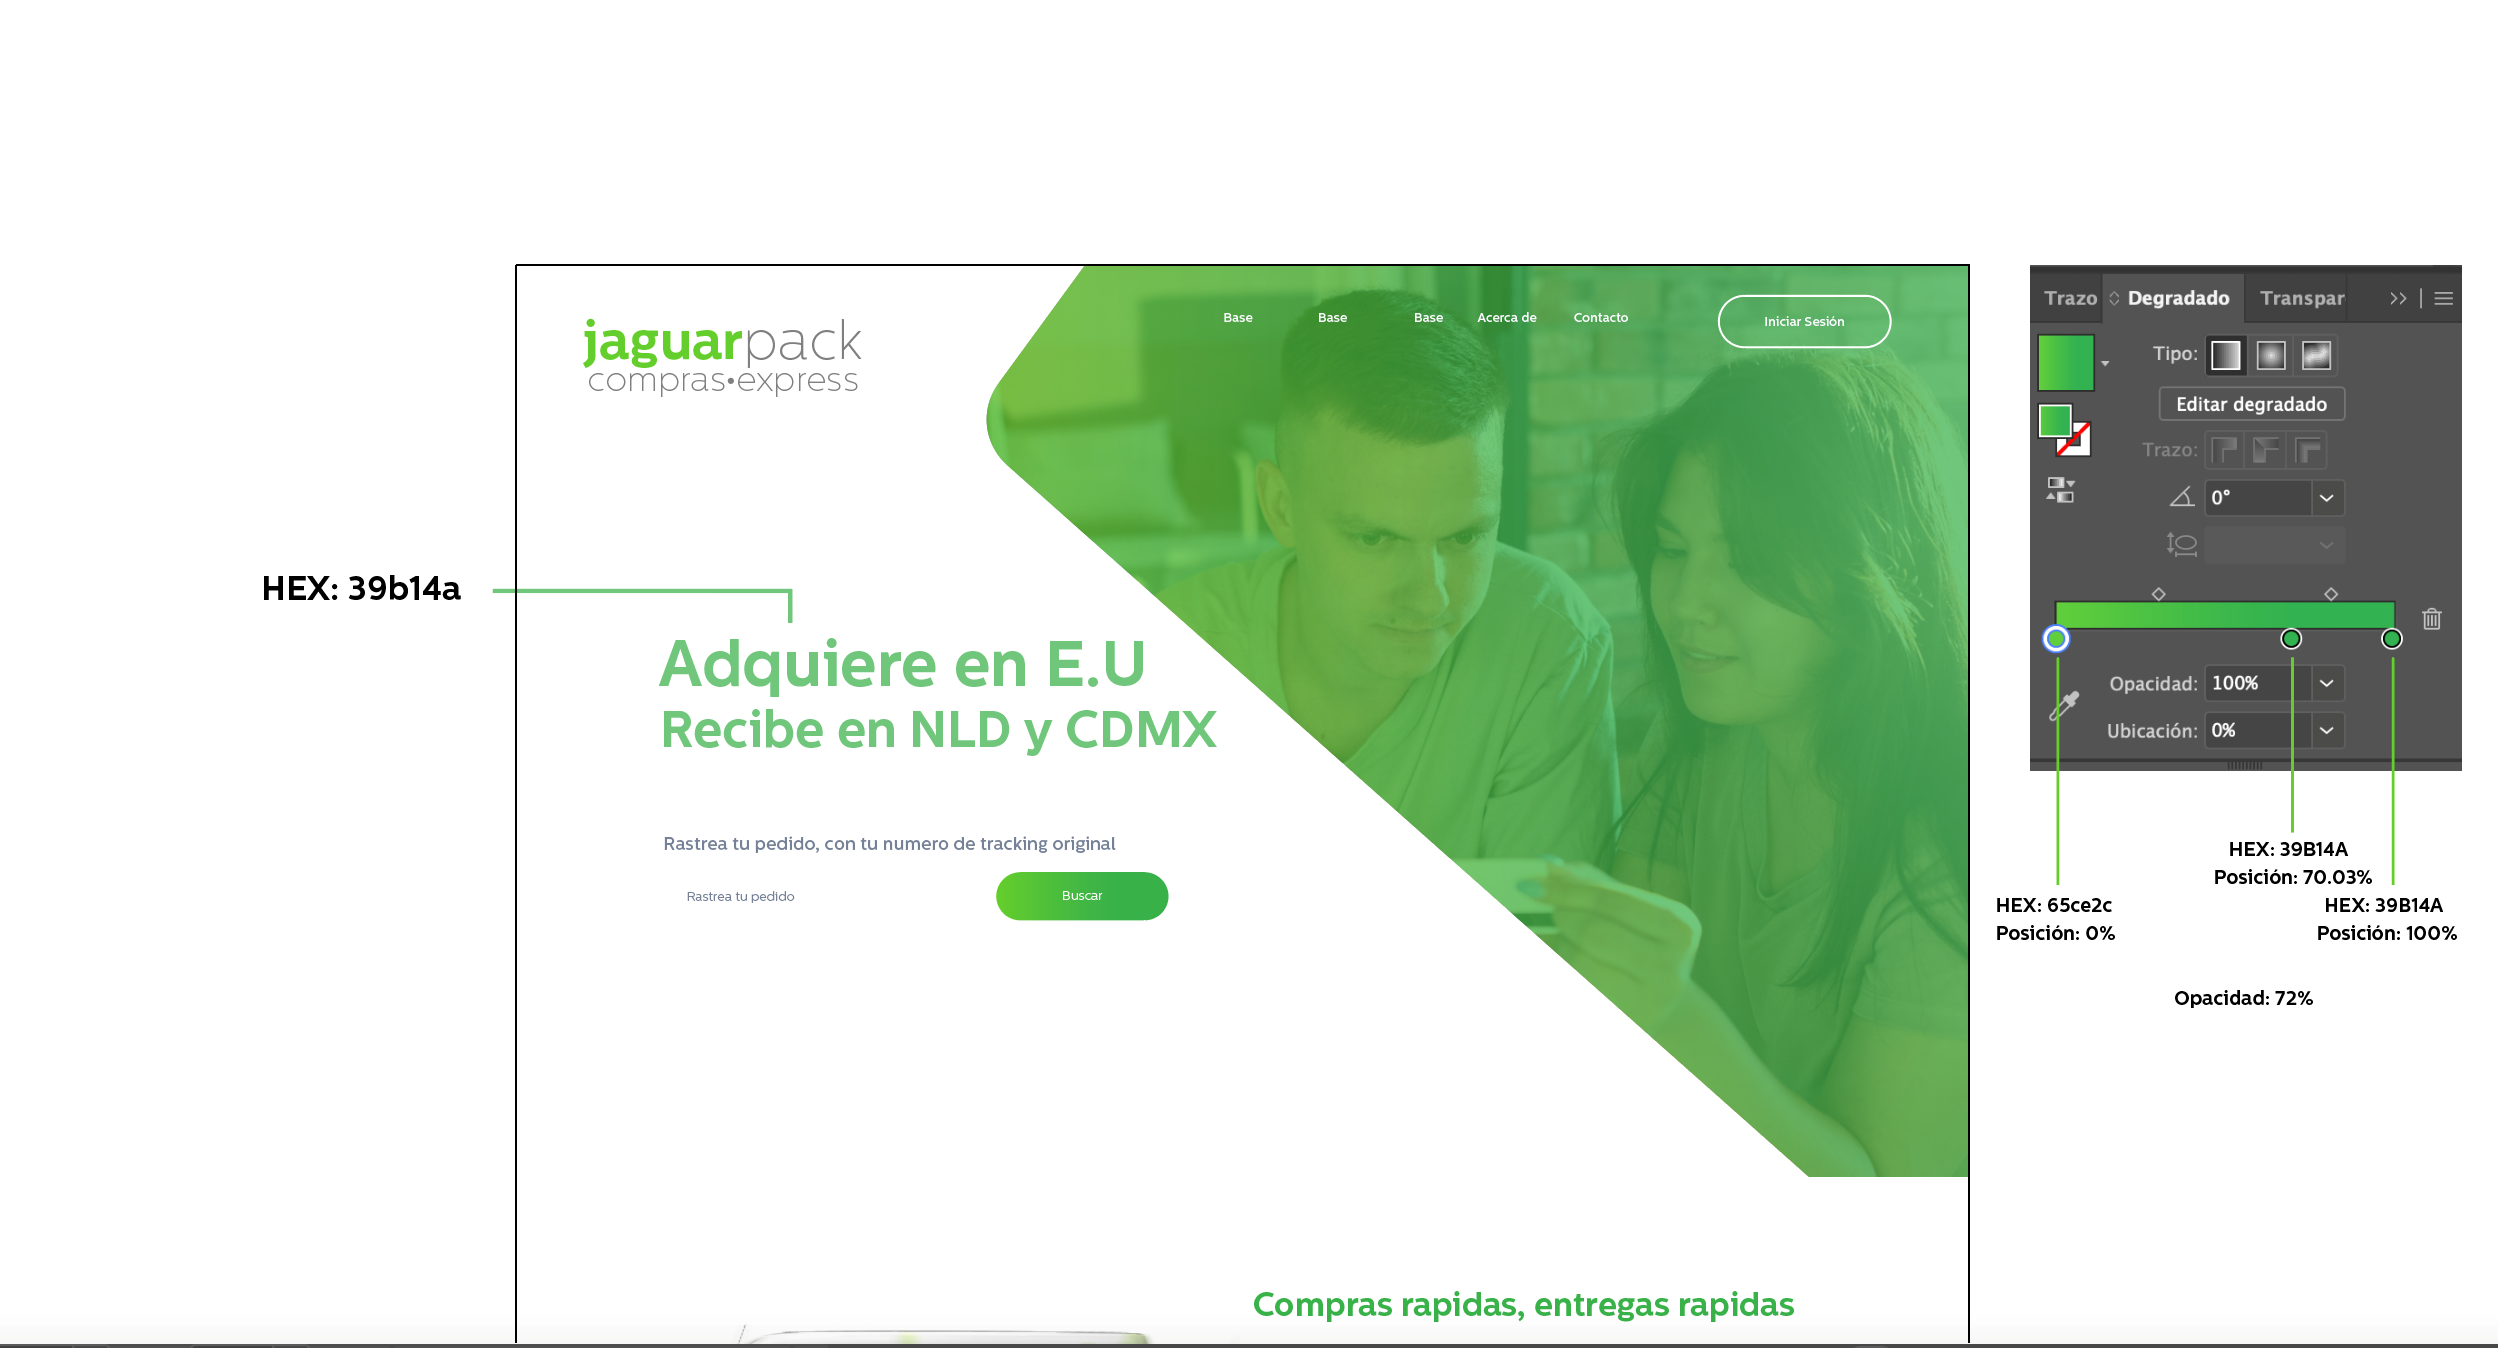 jaguarpack
compras•express
Base
Base
Base
Acerca de
Contacto
Iniciar Sesión
HEX: 39b14a
Adquiere en E.U
Recibe en NLD y CDMX
Rastrea tu pedido, con tu numero de tracking original
Rastrea tu pedido
Buscar
Compras rapidas, entregas rapidas
Trazo
Degradado
Transpar
Tipo:
Editar degradado
Trazo:
0°
Opacidad: 100%
Ubicación: 0%
HEX: 39B14A
Posición: 70.03%
HEX: 65ce2c
Posición: 0%
HEX: 39B14A
Posición: 100%
Opacidad: 72%